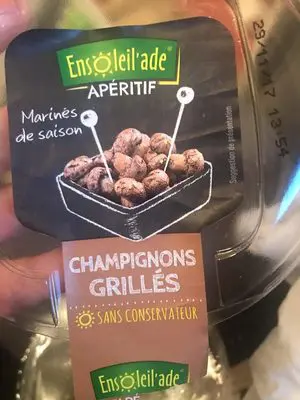 Ensoleil'ade®
APÉRITIF
Marinés
de saison
Suggestion de présentation
29/11/17 13:54
CHAMPIGNONS
GRILLÉS
SANS CONSERVATEUR
Ensoleil'ade®